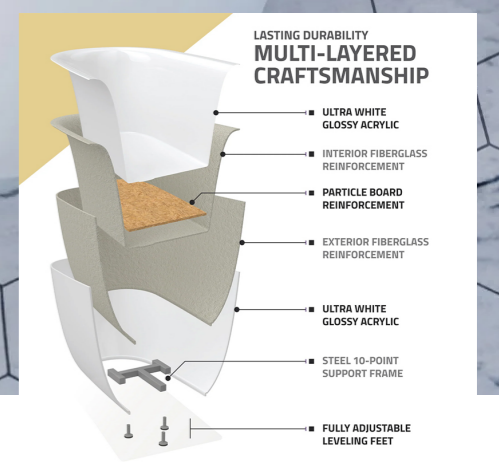 LASTING DURABILITY
MULTI-LAYERED
CRAFTSMANSHIP
ULTRA WHITE
GLOSSY ACRYLIC
INTERIOR FIBERGLASS
REINFORCEMENT
PARTICLE BOARD
REINFORCEMENT
EXTERIOR FIBERGLASS
REINFORCEMENT
ULTRA WHITE
GLOSSY ACRYLIC
STEEL 10-POINT
SUPPORT FRAME
FULLY ADJUSTABLE
LEVELING FEET